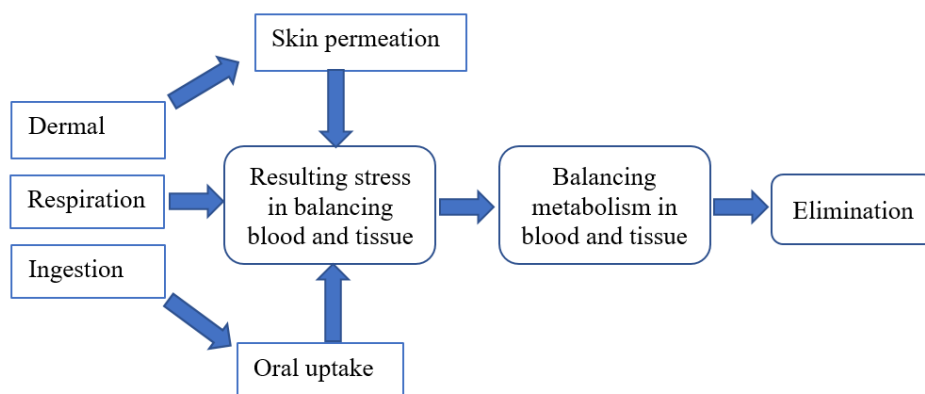 Skin permeation
Dermal
Respiration
Ingestion
Resulting stress
in balancing
blood and tissue
Balancing
metabolism in
blood and tissue
Elimination
Oral uptake